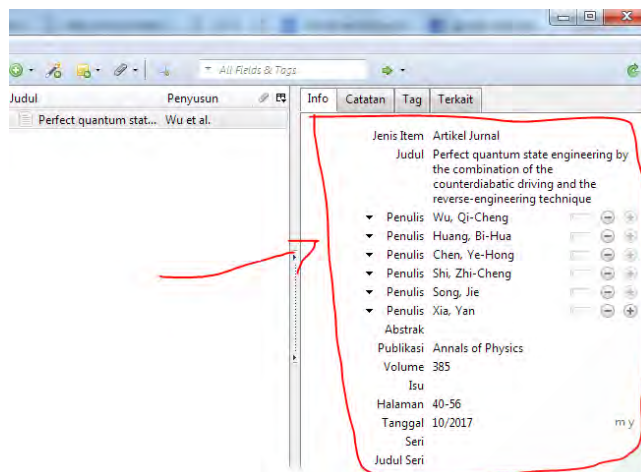 All Fields & Tags
Judul Penyusun
Perfect quantum stat... Wu et al.
Info Catatan Tag Terkait
Jenis Item Artikel Jurnal
Judul Perfect quantum state engineering by
the combination of the
counterdiabatic driving and the
reverse-engineering technique
Penulis Wu, Qi-Cheng
Penulis Huang, Bi-Hua
Penulis Chen, Ye-Hong
Penulis Shi, Zhi-Cheng
Penulis Song, Jie
Penulis Xia, Yan
Abstrak
Publikasi Annals of Physics
Volume 385
Isu
Halaman 40-56
Tanggal 10/2017 m y
Seri
Judul Seri